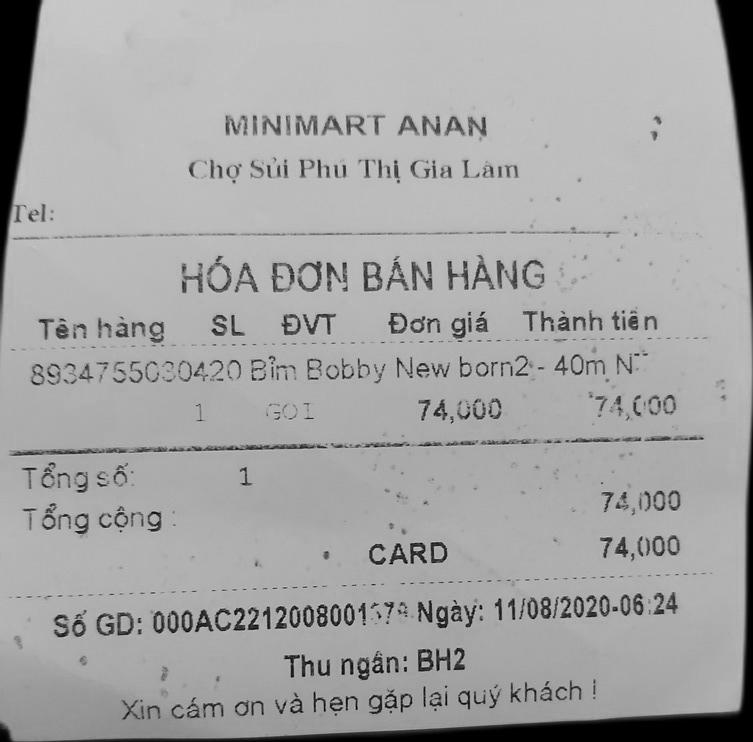 MINIMART ANAN
Chợ Sủi Phú Thị Gia Lâm
Tel:
HÓA ĐƠN BÁN HÀNG
Tên hàng SL ĐVT Đơn giá Thành tiền
8934755030420 Bỉm Bobby New born2 - 40m N
1 GOI 74,000 74,000
Tổng số: 1
Tổng cộng : 74,000
CARD 74,000
Số GD: Ngày: 11/08/2020-06:24
Thu ngân: BH2
Xin cám ơn và hẹn gặp lại quý khách !